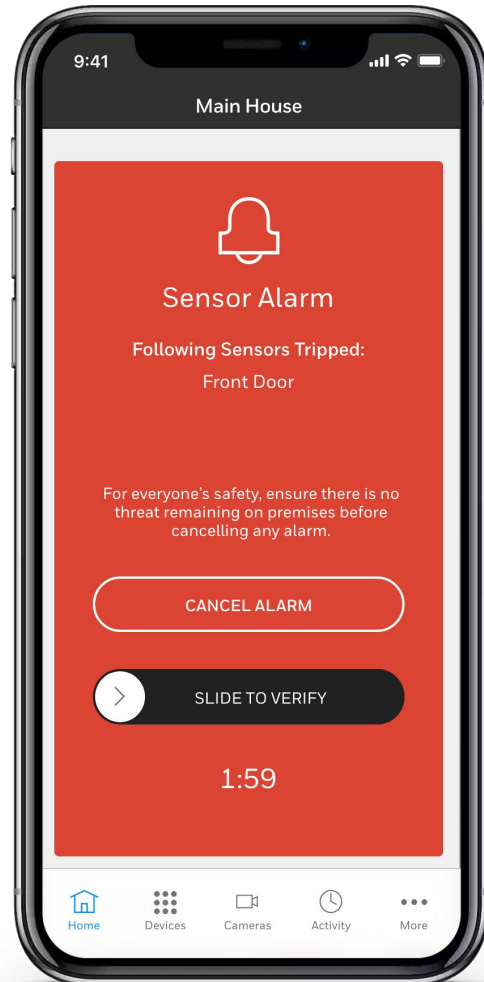 9:41
Main House
Sensor Alarm
Following Sensors Tripped:
Front Door
For everyone's safety, ensure there is no
threat remaining on premises before
cancelling any alarm.
CANCEL ALARM
SLIDE TO VERIFY
1:59
Home Devices Cameras Activity More